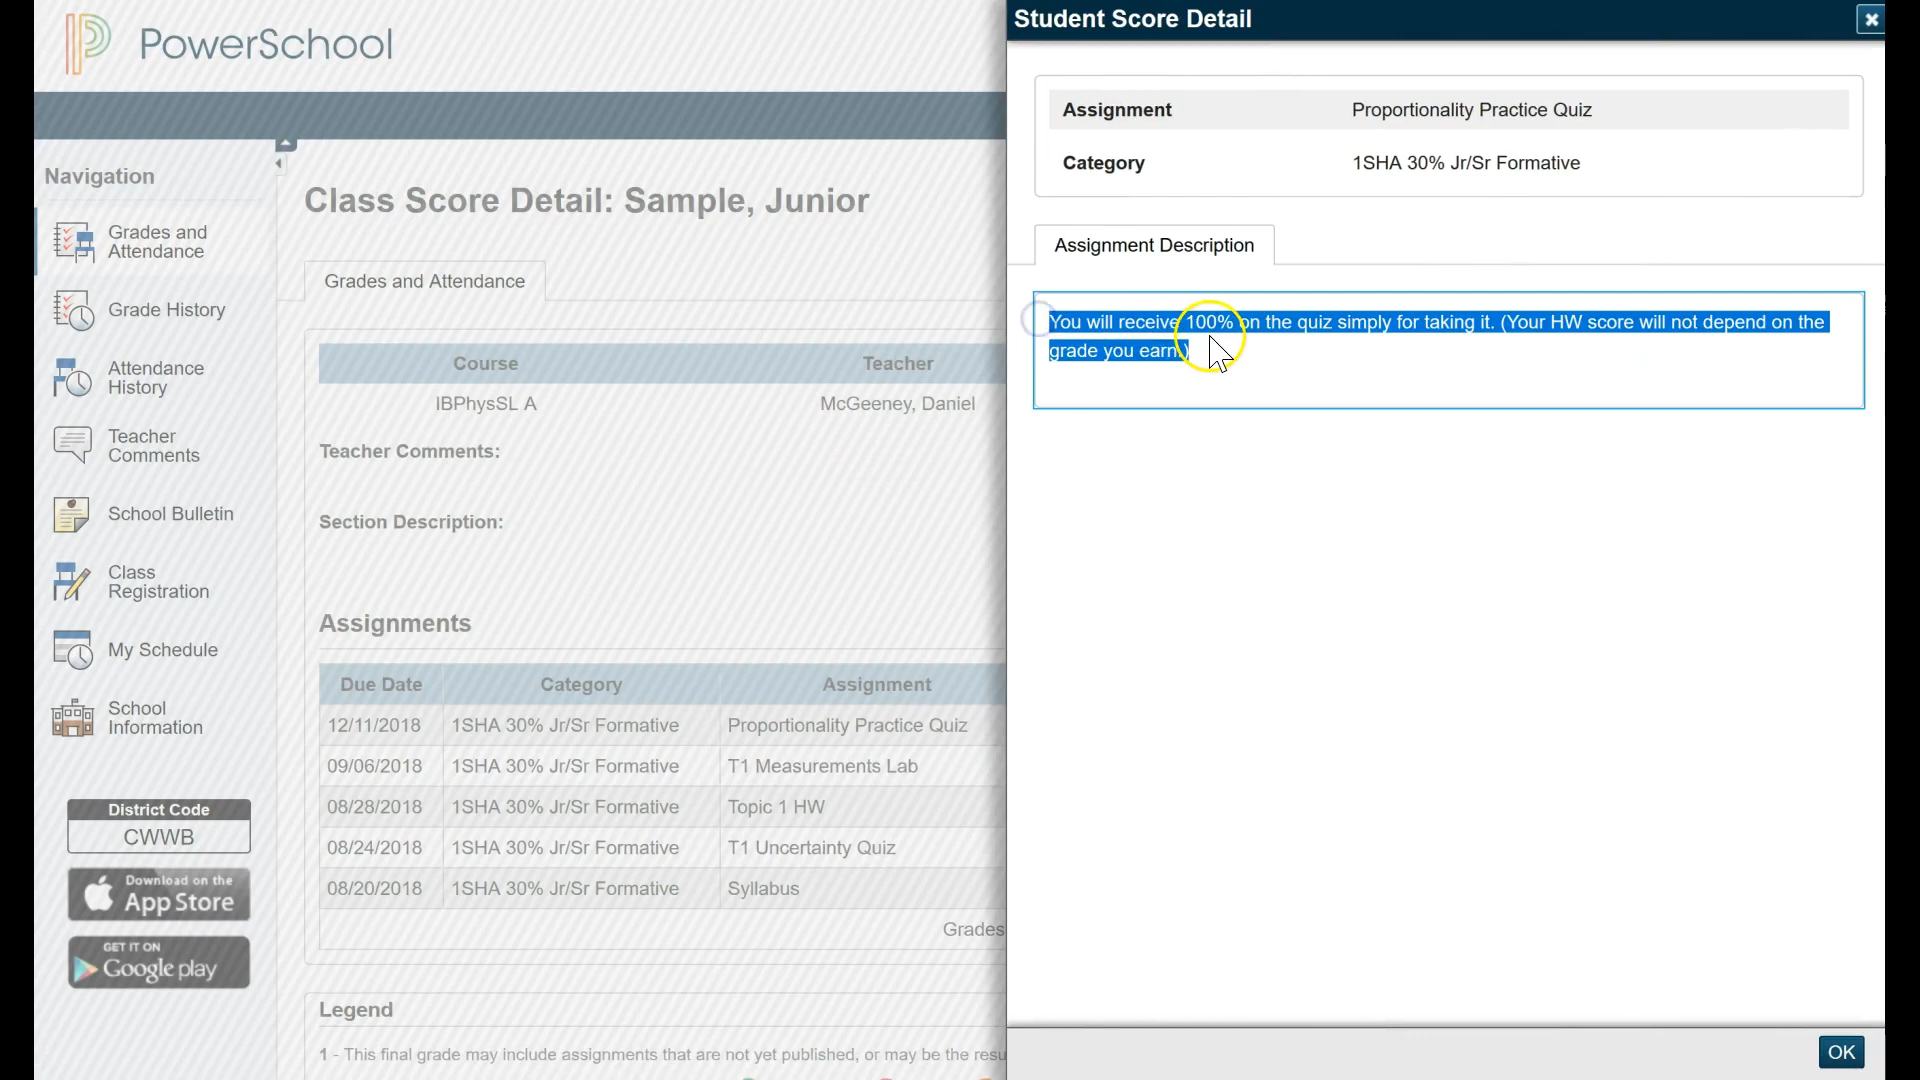 PowerSchool
Navigation
Grades and
Attendance
Grade History
Attendance
History
Teacher
Comments
School Bulletin
Class
Registration
My Schedule
School
Information
District Code
CWWB
Download on the
App Store
GET IT ON
Google play
Class Score Detail: Sample, Junior
Grades and Attendance
Course Teacher
IBPhysSL A McGeeney, Daniel
Teacher Comments:
Section Description:
Assignments
Due Date Category Assignment
12/11/2018 1SHA 30% Jr/Sr Formative Proportionality Practice Quiz
09/06/2018 1SHA 30% Jr/Sr Formative T1 Measurements Lab
08/28/2018 1SHA 30% Jr/Sr Formative Topic 1 HW
08/24/2018 1SHA 30% Jr/Sr Formative T1 Uncertainty Quiz
08/20/2018 1SHA 30% Jr/Sr Formative Syllabus
Grades
Legend
1 - This final grade may include assignments that are not yet published, or may be the resu
Student Score Detail
Assignment Proportionality Practice Quiz
Category 1SHA 30% Jr/Sr Formative
Assignment Description
You will receive 100% on the quiz simply for taking it. (Your HW score will not depend on the
grade you earn.)
OK